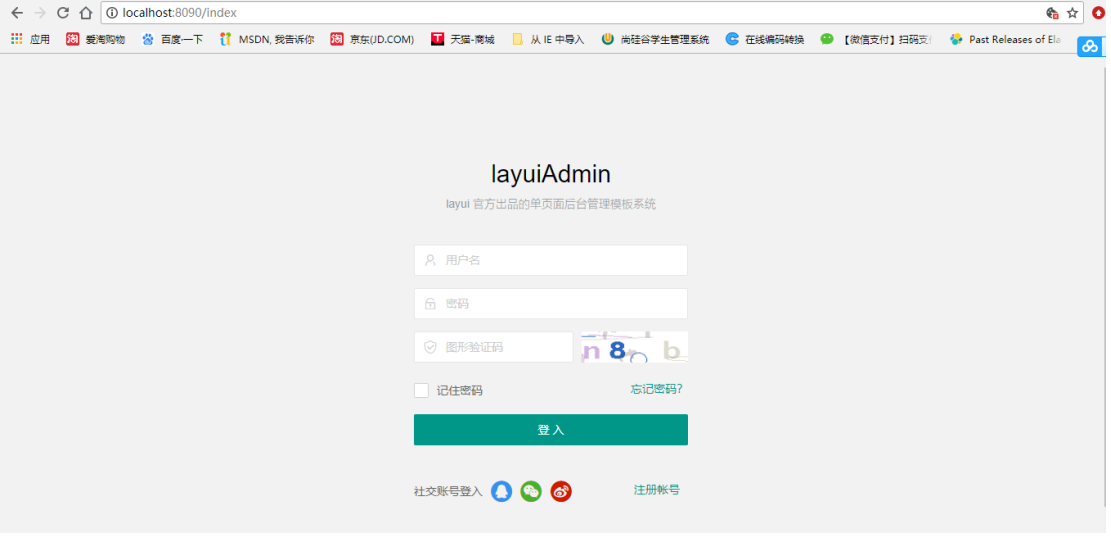 localhost:8090/index
应用 爱淘购物 百度一下 MSDN, 我告诉你 京东(JD.COM) 天猫-商城 从 IE 中导入 尚硅谷学生管理系统 在线编码转换 【微信支付】扫码支 Past Releases of Ela
layuiAdmin
layui 官方出品的单页面后台管理模板系统
用户名
密码
图形验证码 n 8 b
记住密码 忘记密码?
登 入
社交账号登入 注册帐号